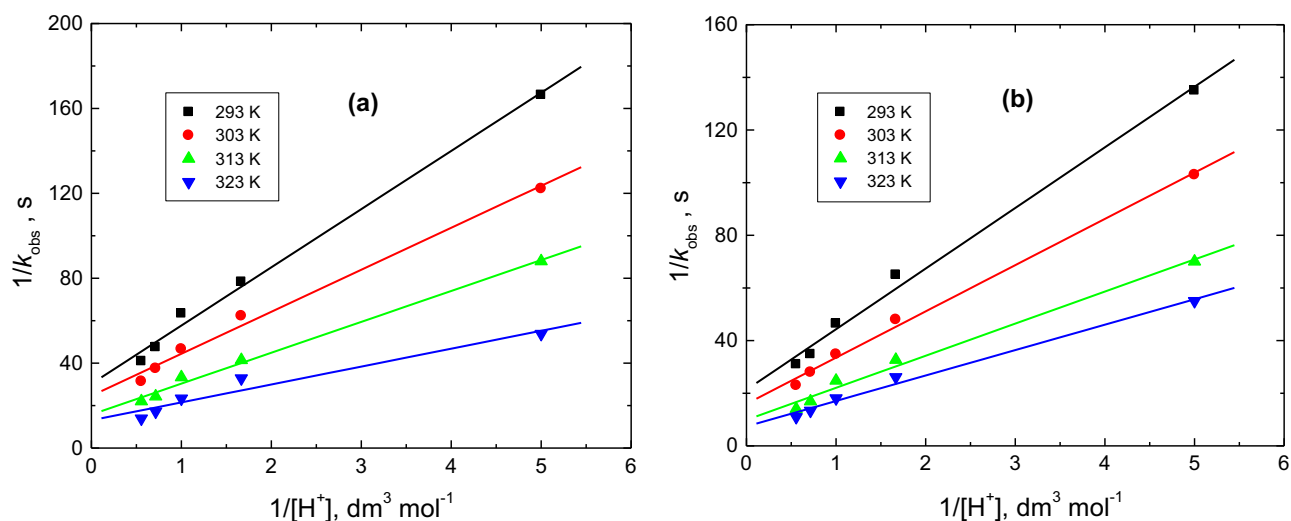 200
160
120
80
40
0
1/k_obs , s
(a)
293 K
303 K
313 K
323 K
0 1 2 3 4 5 6
1/[H⁺], dm³ mol⁻¹
160
120
80
40
0
1/k_obs , s
(b)
293 K
303 K
313 K
323 K
0 1 2 3 4 5 6
1/[H⁺], dm³ mol⁻¹